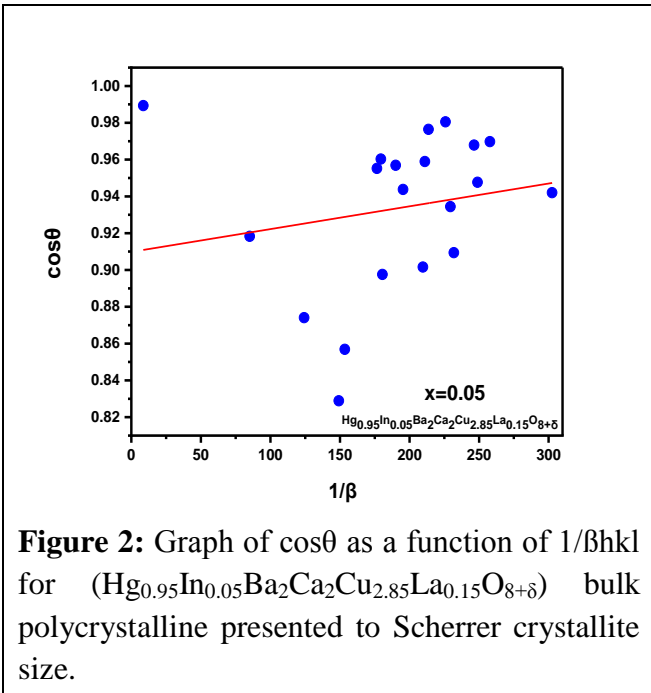 1.00
0.98
0.96
0.94
0.92
0.90
0.88
0.86
0.84
0.82
cosθ
0 50 100 150 200 250 300
1/β
x=0.05
Hg0.95In0.05Ba2Ca2Cu2.85La0.15O8+δ
Figure 2: Graph of cosθ as a function of 1/ßhkl
for (Hg0.95In0.05Ba2Ca2Cu2.85La0.15O8+δ) bulk
polycrystalline presented to Scherrer crystallite
size.